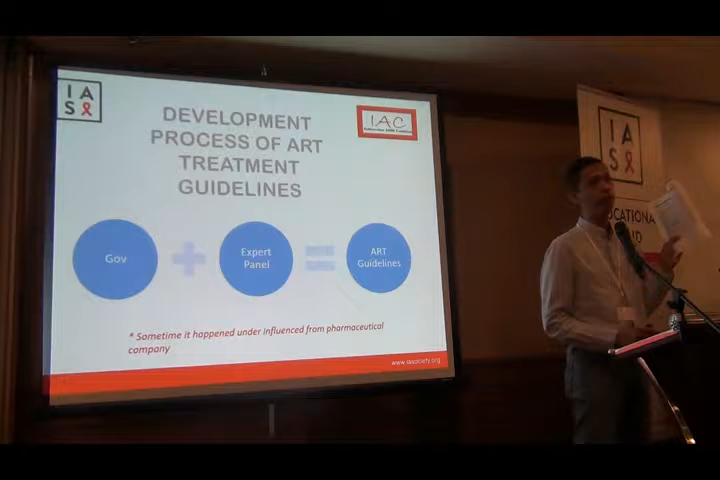 IA
S
DEVELOPMENT
PROCESS OF ART
TREATMENT
GUIDELINES
IAC
Gov
Expert
Panel
ART
Guidelines
* Sometime it happened under influenced from pharmaceutical
company
www.iasociety.org
IA
S
UCATIONA